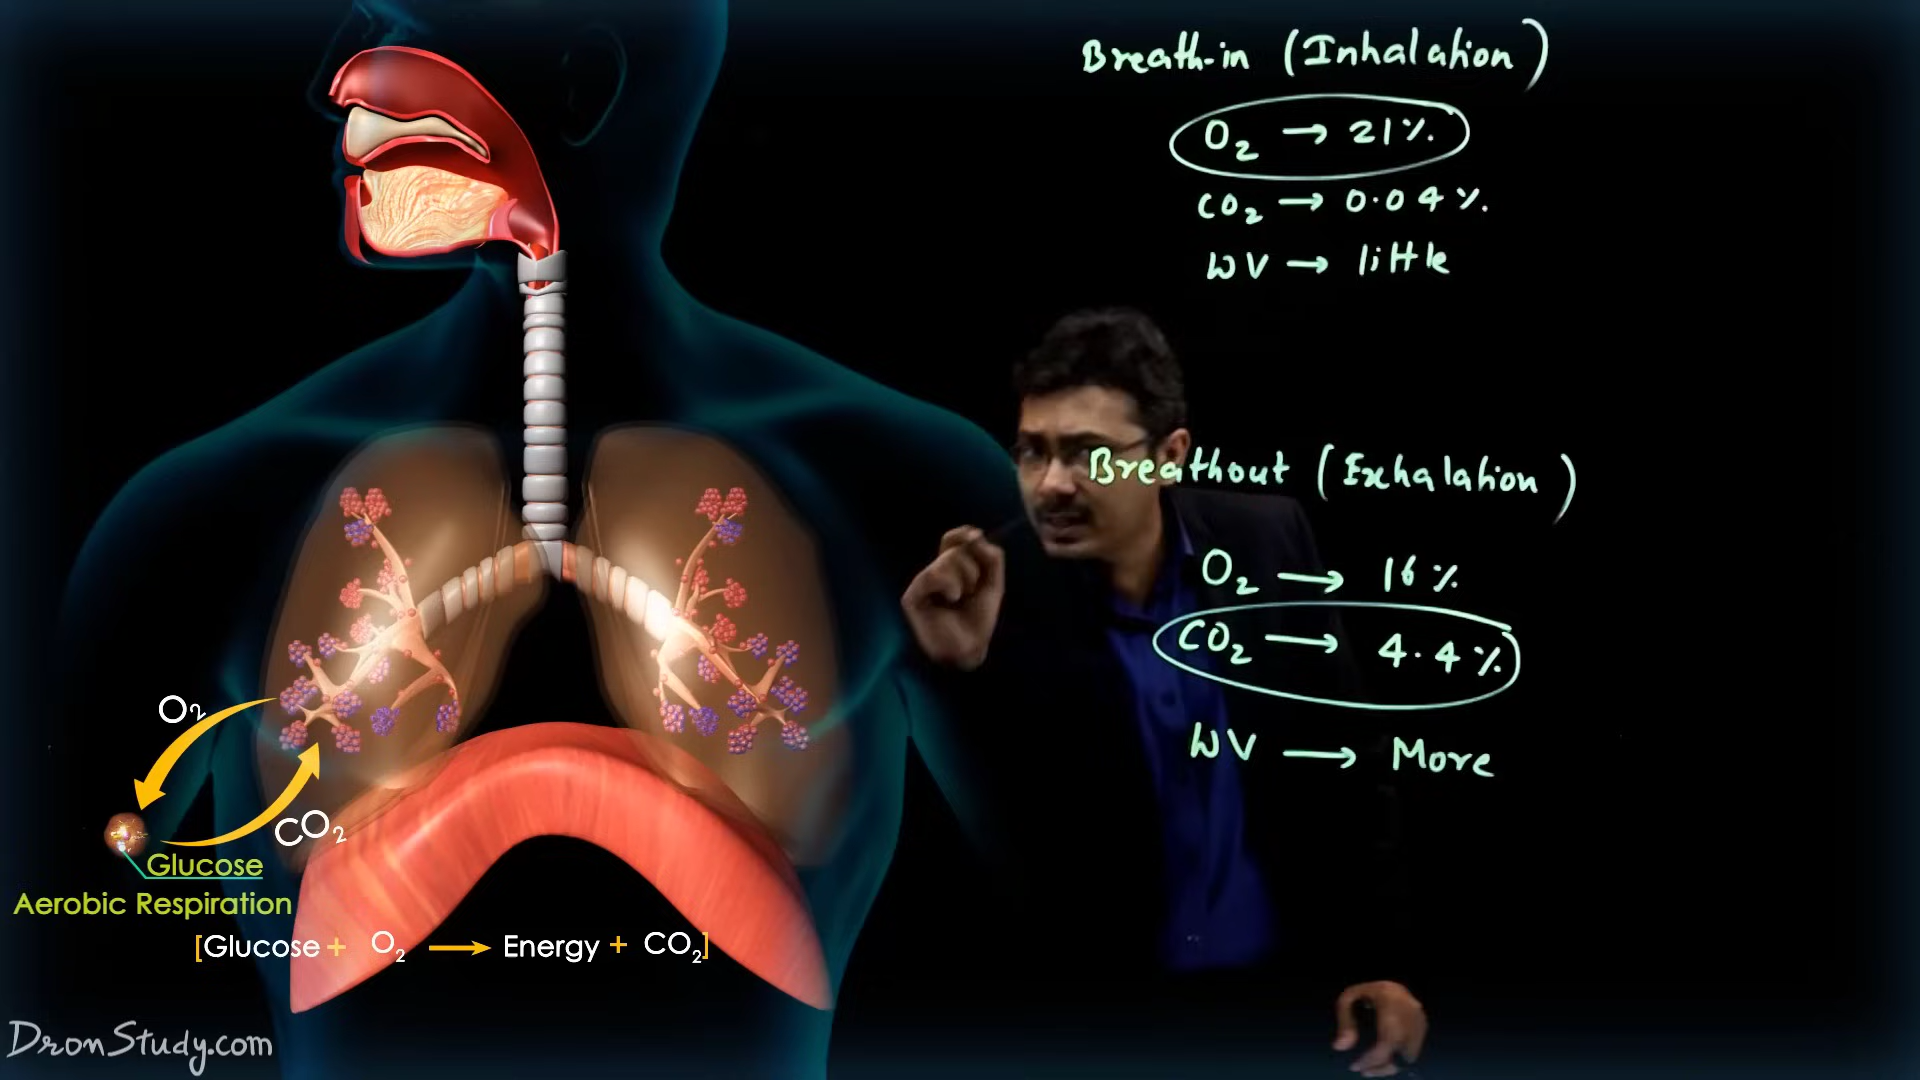 Breath-in (Inhalation)
O₂ → 21%.
CO₂ → 0.04%.
WV → little
Breathout (Exhalation)
O₂ → 16%
CO₂ → 4.4%
WV → More
O₂
CO₂
Glucose
Aerobic Respiration
[Glucose + O₂ → Energy + CO₂]
DronStudy.com